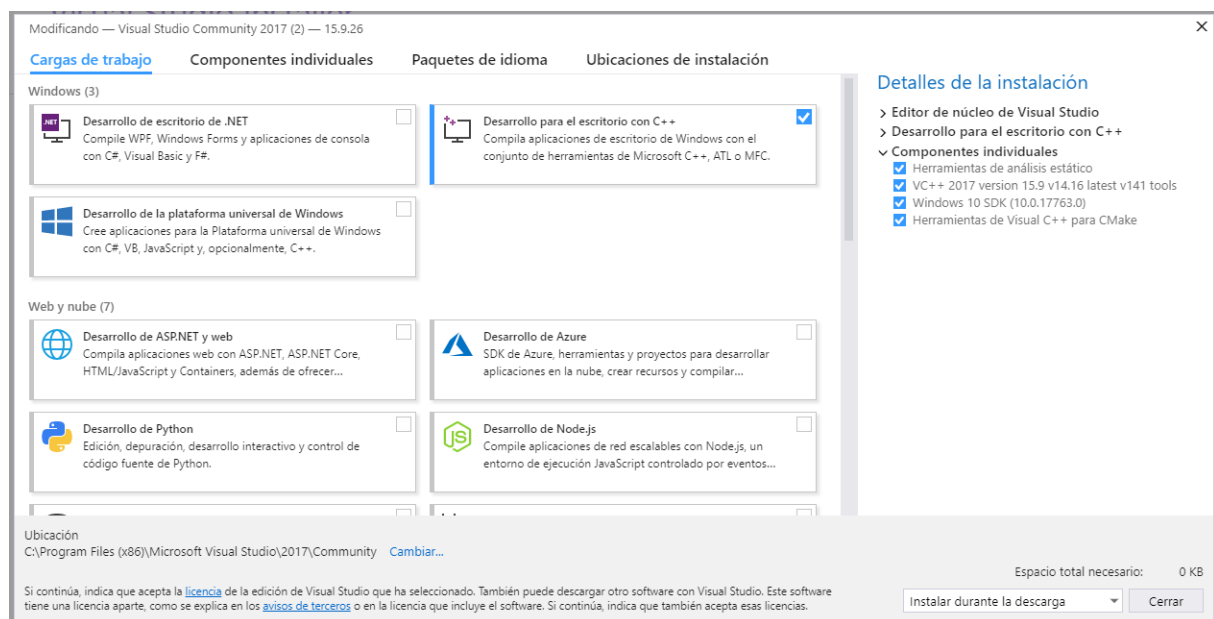 Modificando — Visual Studio Community 2017 (2) — 15.9.26
Cargas de trabajo
Componentes individuales
Paquetes de idioma
Ubicaciones de instalación
Windows (3)
.NET
Desarrollo de escritorio de .NET
Compile WPF, Windows Forms y aplicaciones de consola
con C#, Visual Basic y F#.
Desarrollo para el escritorio con C++
Compila aplicaciones de escritorio de Windows con el
conjunto de herramientas de Microsoft C++, ATL o MFC.
Desarrollo de la plataforma universal de Windows
Cree aplicaciones para la Plataforma universal de Windows
con C#, VB, JavaScript y, opcionalmente, C++.
Web y nube (7)
Desarrollo de ASP.NET y web
Compila aplicaciones web con ASP.NET, ASP.NET Core,
HTML/JavaScript y Containers, además de ofrecer...
Desarrollo de Azure
SDK de Azure, herramientas y proyectos para desarrollar
aplicaciones en la nube, crear recursos y compilar...
Desarrollo de Python
Edición, depuración, desarrollo interactivo y control de
código fuente de Python.
JS
Desarrollo de Node.js
Compile aplicaciones de red escalables con Node.js, un
entorno de ejecución JavaScript controlado por eventos...
Detalles de la instalación
Editor de núcleo de Visual Studio
Desarrollo para el escritorio con C++
Componentes individuales
Herramientas de análisis estático
VC++ 2017 version 15.9 v14.16 latest v141 tools
Windows 10 SDK (10.0.17763.0)
Herramientas de Visual C++ para CMake
Ubicación
C:\Program Files (x86)\Microsoft Visual Studio\2017\Community Cambiar...
Si continúa, indica que acepta la licencia de la edición de Visual Studio que ha seleccionado. También puede descargar otro software con Visual Studio. Este software
tiene una licencia aparte, como se explica en los avisos de terceros o en la licencia que incluye el software. Si continúa, indica que también acepta esas licencias.
Espacio total necesario: 0 KB
Instalar durante la descarga
Cerrar